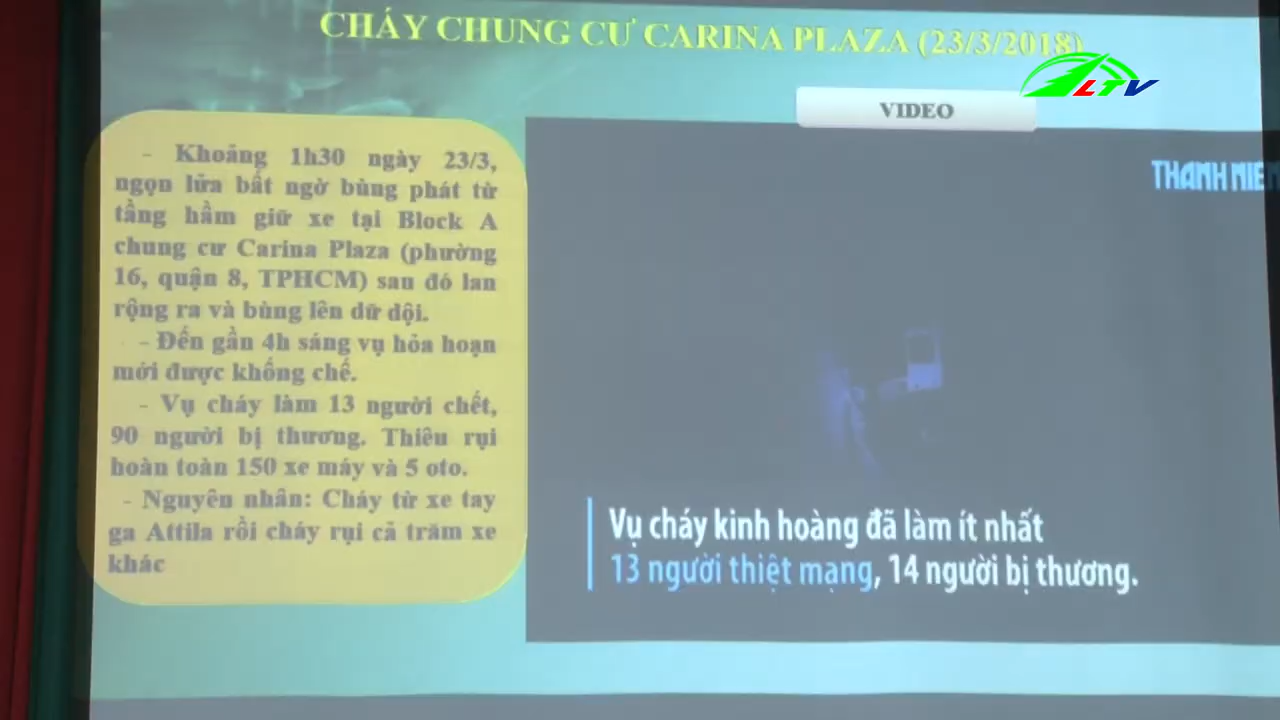 CHÁY CHUNG CƯ CARINA PLAZA (23/3/2018)
LTV
VIDEO
THANH NIÊN
- Khoảng 1h30 ngày 23/3,
ngọn lửa bất ngờ bùng phát từ
tầng hầm giữ xe tại Block A
chung cư Carina Plaza (phường
16, quận 8, TPHCM) sau đó lan
rộng ra và bùng lên dữ dội.
- Đến gần 4h sáng vụ hỏa hoạn
mới được khống chế.
- Vụ cháy làm 13 người chết,
90 người bị thương. Thiêu rụi
hoàn toàn 150 xe máy và 5 oto.
- Nguyên nhân: Cháy từ xe tay
ga Attila rồi cháy rụi cả trăm xe
khác
Vụ cháy kinh hoàng đã làm ít nhất
13 người thiệt mạng, 14 người bị thương.